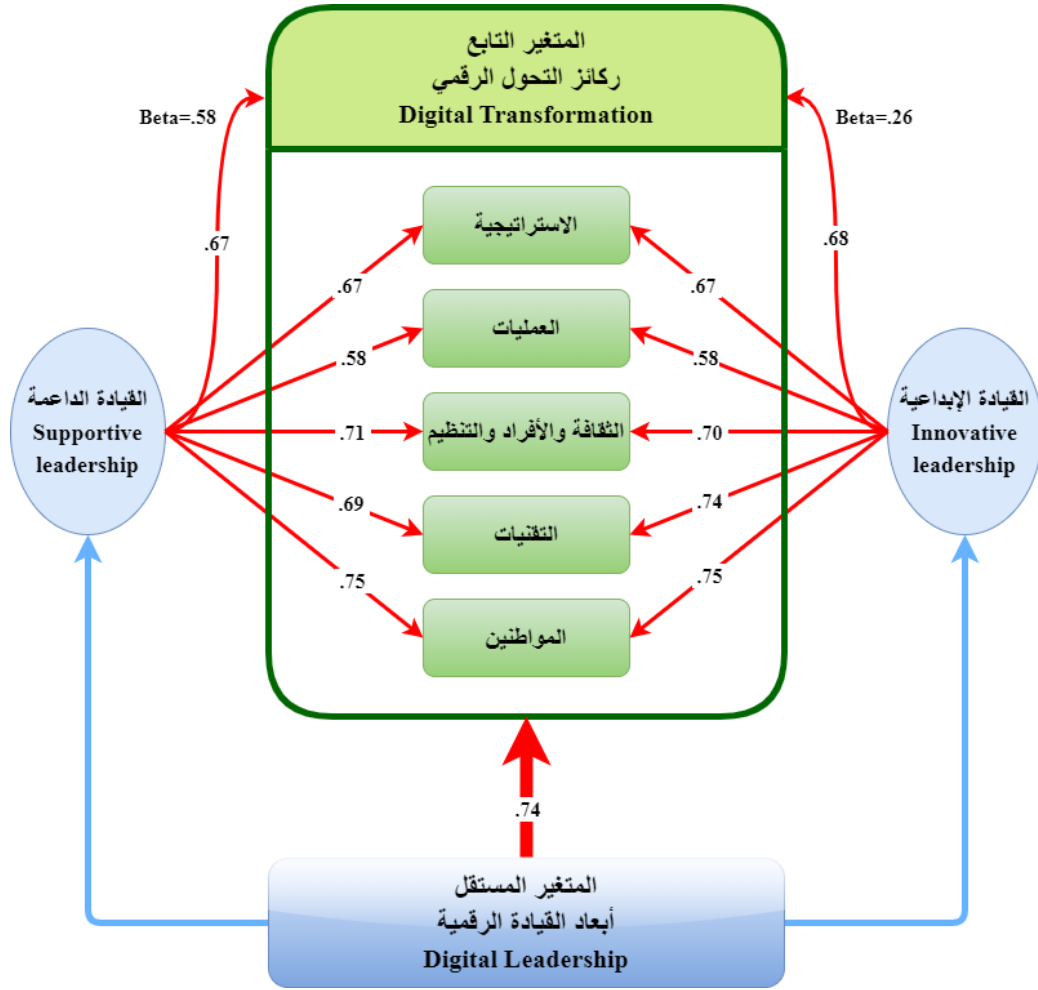 المتغير التابع
ركائز التحول الرقمي
Digital Transformation
Beta=.58
Beta=.26
.67
.68
الاستراتيجية
.67
.67
العمليات
.58
.58
الثقافة والأفراد والتنظيم
.71
.70
التقنيات
.69
.74
المواطنين
.75
.75
القيادة الداعمة
Supportive
leadership
القيادة الإبداعية
Innovative
leadership
.74
المتغير المستقل
أبعاد القيادة الرقمية
Digital Leadership